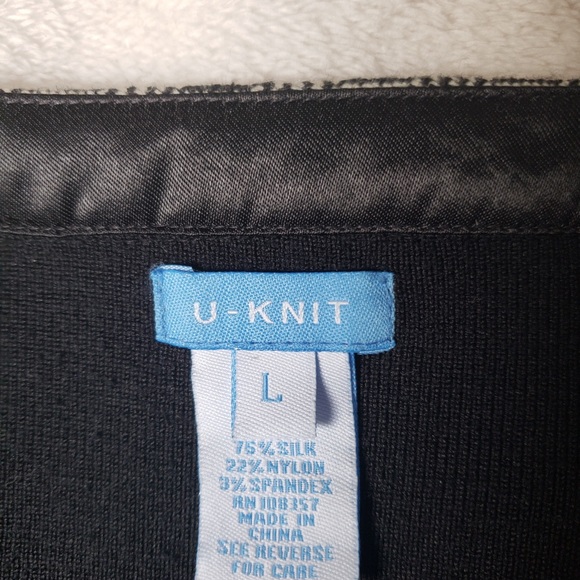 U-KNIT
L
75% SILK
22% NYLON
3% SPANDEX
RN 108357
MADE IN
CHINA
SEE REVERSE
FOR CARE